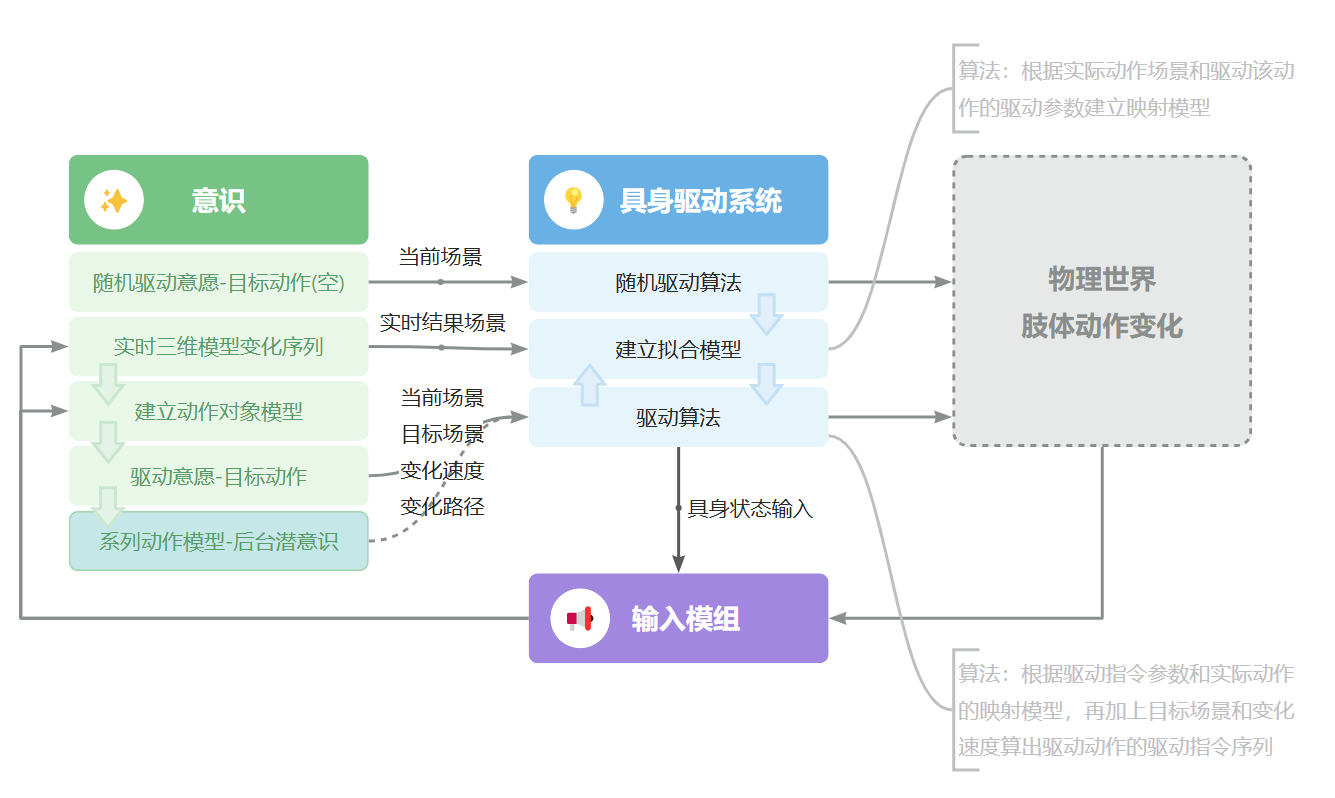 算法：根据实际动作场景和驱动该动
作的驱动参数建立映射模型
意识
具身驱动系统
随机驱动意愿-目标动作(空)
当前场景
随机驱动算法
物理世界
肢体动作变化
实时三维模型变化序列
实时结果场景
建立拟合模型
建立动作对象模型
驱动意愿-目标动作
系列动作模型-后台潜意识
当前场景
目标场景
变化速度
变化路径
驱动算法
具身状态输入
输入模组
算法：根据驱动指令参数和实际动作
的映射模型，再加上目标场景和变化
速度算出驱动动作的驱动指令序列